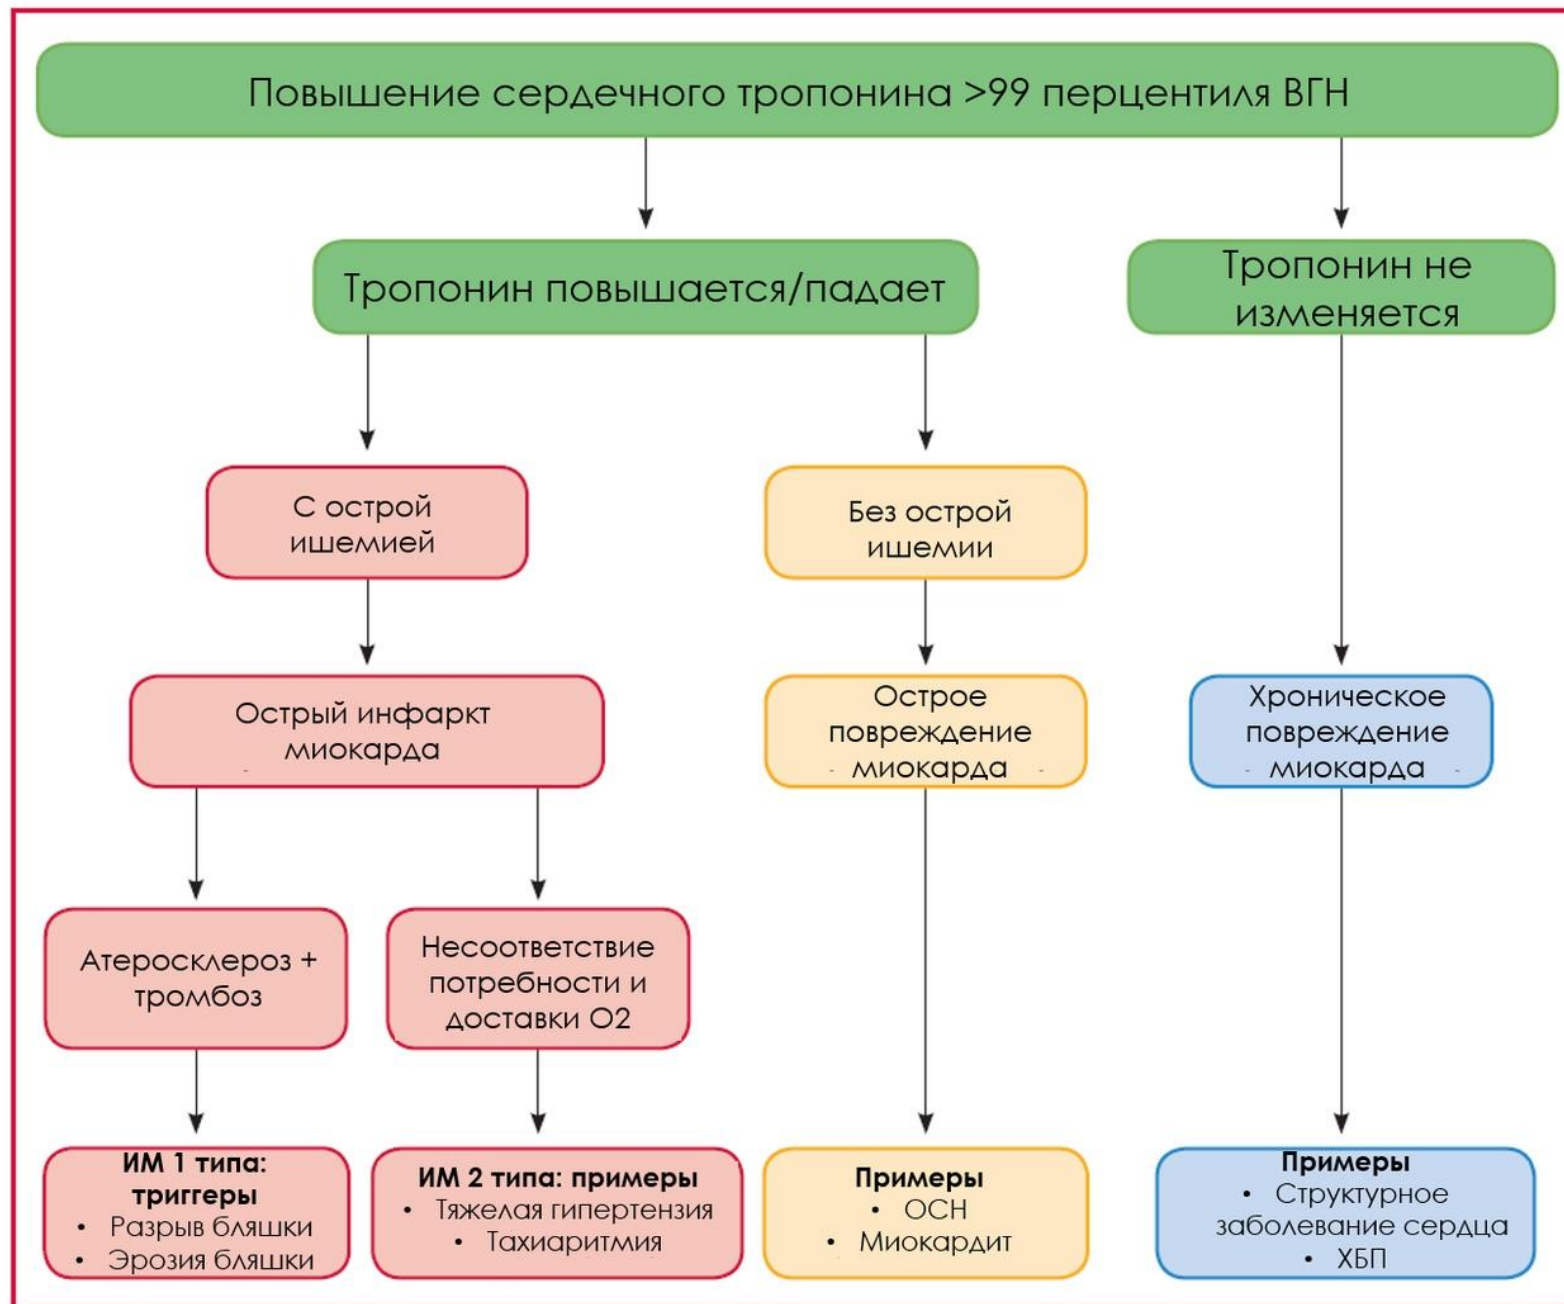 Повышение сердечного тропонина >99 перцентиля ВГН
Тропонин повышается/падает
Тропонин не
изменяется
С острой
ишемией
Без острой
ишемии
Острый инфаркт
миокарда
Острое
повреждение
миокарда
Хроническое
повреждение
миокарда
Атеросклероз +
тромбоз
Несоответствие
потребности и
доставки О2
ИМ 1 типа:
триггеры
• Разрыв бляшки
• Эрозия бляшки
ИМ 2 типа: примеры
• Тяжелая гипертензия
• Тахиаритмия
Примеры
• ОСН
• Миокардит
Примеры
• Структурное
заболевание сердца
• ХБП